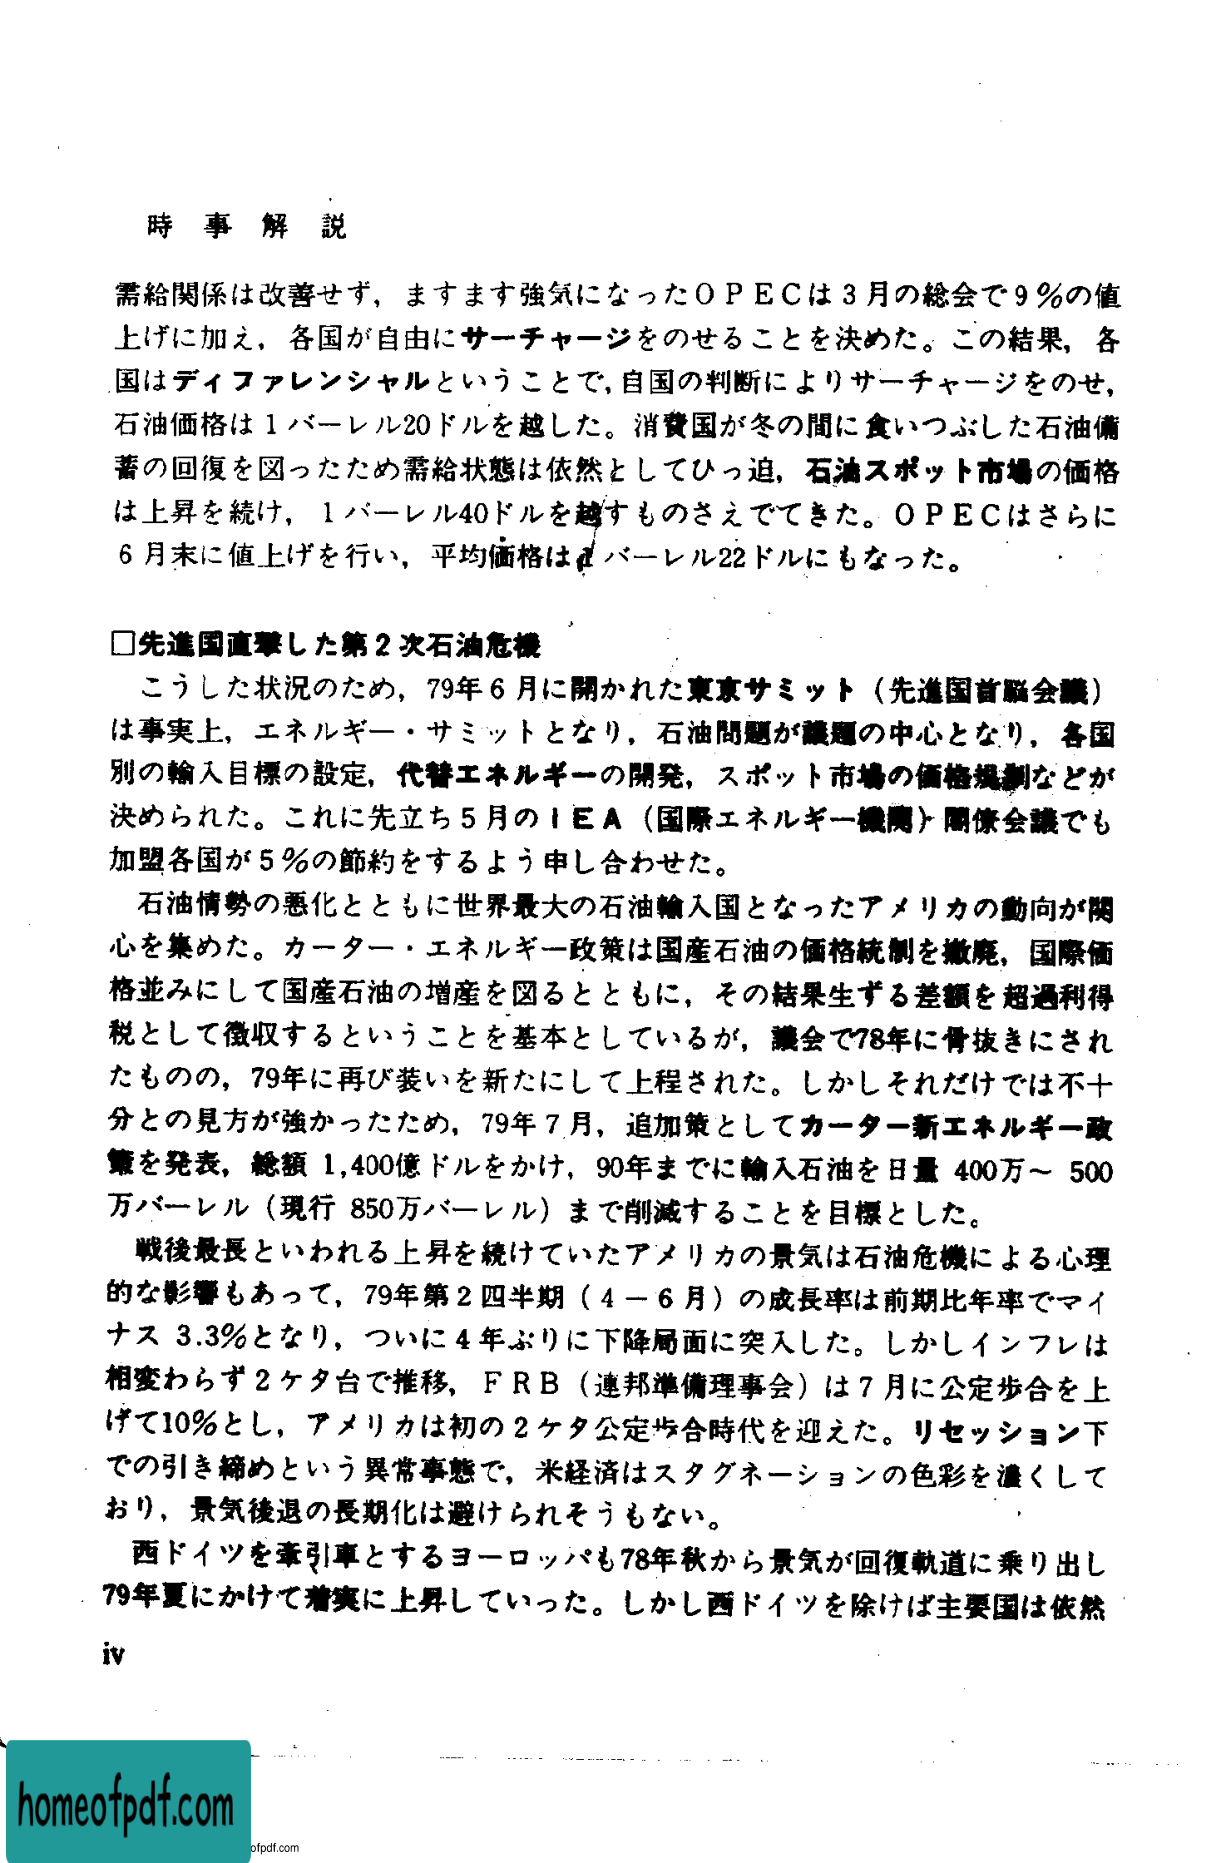 時事解説
需給関係は改善せず，ますます強気になったＯＰＥＣは３月の総会で９％の値
上げに加え，各国が自由にサーチャージをのせることを決めた。この結果，各
国はディファレンシャルということで，自国の判断によりサーチャージをのせ，
石油価格は１バーレル20ドルを越した。消費国が冬の間に食いつぶした石油備
蓄の回復を図ったため需給状態は依然としてひっ迫，石油スポット市場の価格
は上昇を続け，１バーレル40ドルを越すものさえでてきた。ＯＰＥＣはさらに
６月末に値上げを行い，平均価格は１バーレル22ドルにもなった。
□先進国直撃した第２次石油危機
こうした状況のため，79年６月に開かれた東京サミット（先進国首脳会議）
は事実上，エネルギー・サミットとなり，石油問題が議題の中心となり，各国
別の輸入目標の設定，代替エネルギーの開発，スポット市場の価格規制などが
決められた。これに先立ち５月のＩＥＡ（国際エネルギー機関）閣僚会議でも
加盟各国が５％の節約をするよう申し合わせた。
石油情勢の悪化とともに世界最大の石油輸入国となったアメリカの動向が関
心を集めた。カーター・エネルギー政策は国産石油の価格統制を撤廃，国際価
格並みにして国産石油の増産を図るとともに，その結果生ずる差額を超過利得
税として徴収するということを基本としているが，議会で78年に骨抜きにされ
たものの，79年に再び装いを新たにして上程された。しかしそれだけでは不十
分との見方が強かったため，79年７月，追加策としてカーター新エネルギー政
策を発表，総額 1,400億ドルをかけ，90年までに輸入石油を日量 400万～ 500
万バーレル（現行 850万バーレル）まで削減することを目標とした。
戦後最長といわれる上昇を続けていたアメリカの景気は石油危機による心理
的な影響もあって，79年第２四半期（４－６月）の成長率は前期比年率でマイ
ナス 3.3％となり，ついに４年ぶりに下降局面に突入した。しかしインフレは
相変わらず２ケタ台で推移，ＦＲＢ（連邦準備理事会）は７月に公定歩合を上
げて10％とし，アメリカは初の２ケタ公定歩合時代を迎えた。リセッション下
での引き締めという異常事態で，米経済はスタグネーションの色彩を濃くして
おり，景気後退の長期化は避けられそうもない。
西ドイツを牽引車とするヨーロッパも78年秋から景気が回復軌道に乗り出し
79年夏にかけて着実に上昇していった。しかし西ドイツを除けば主要国は依然
iv
homeofpdf.com
ofpdf.com